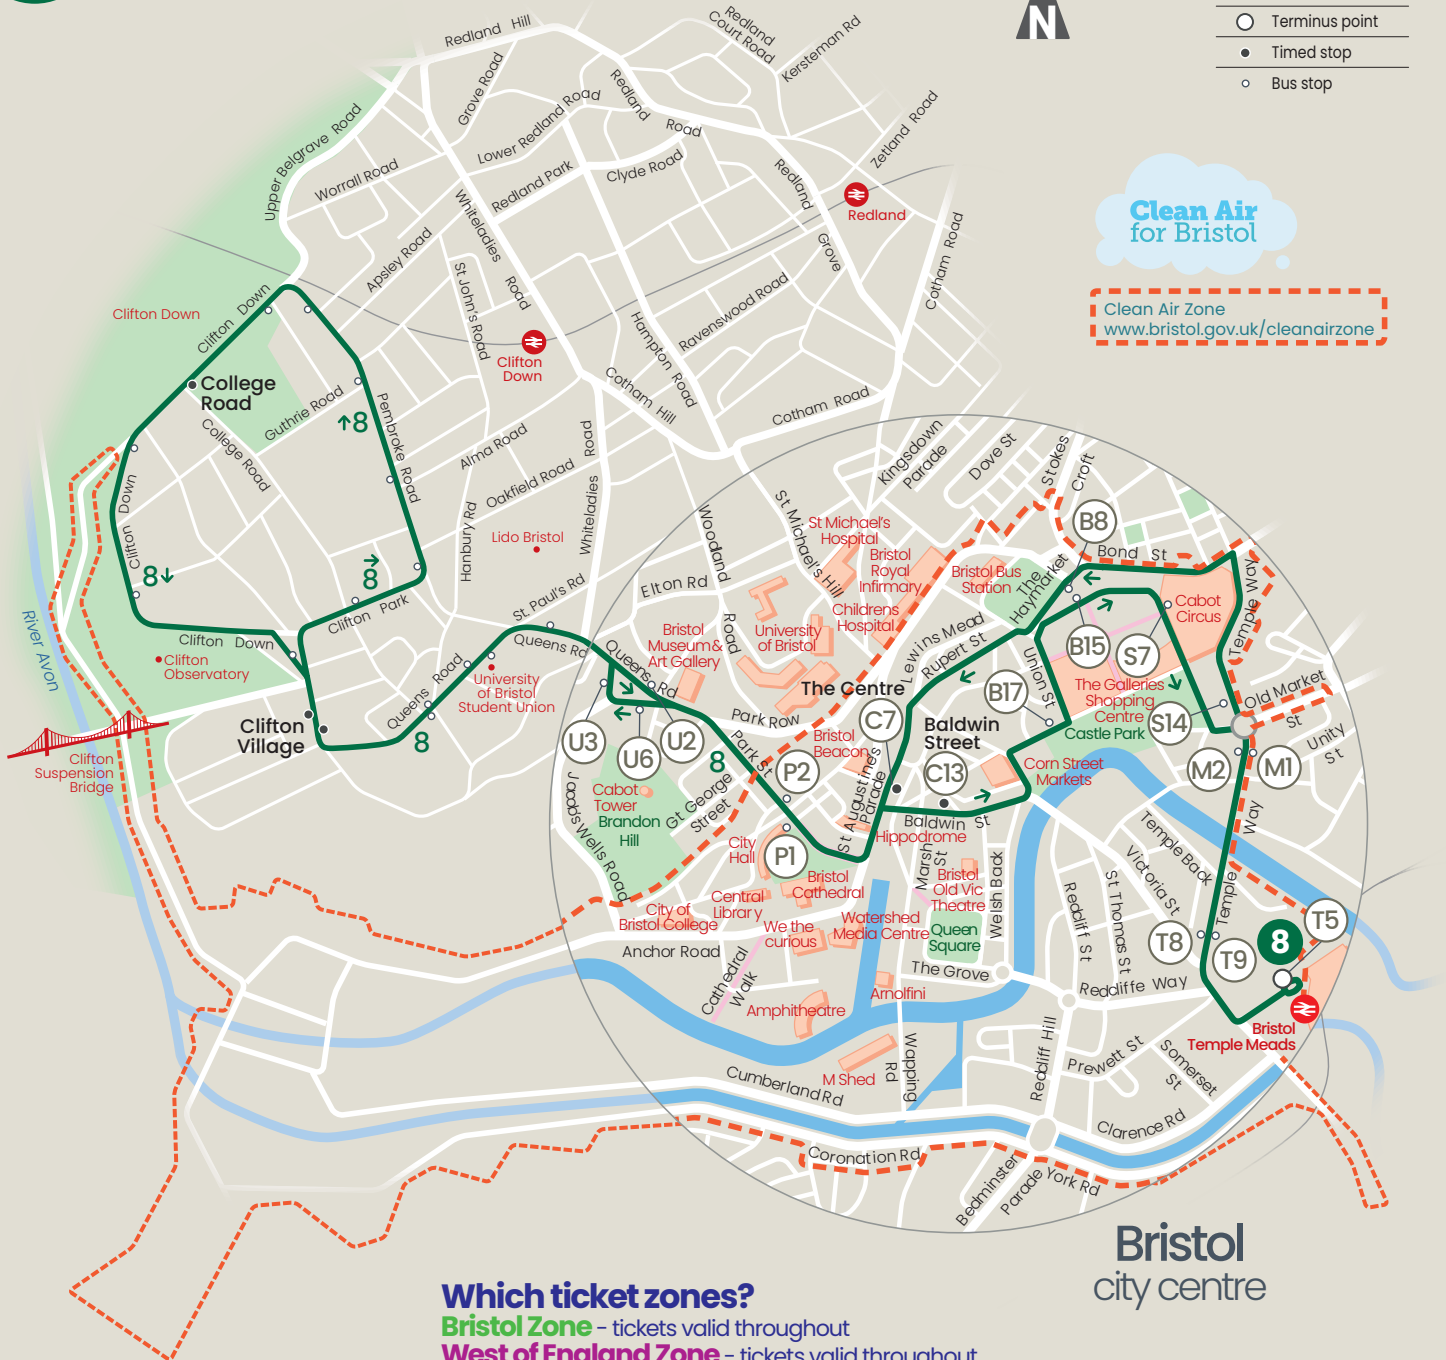 N
Terminus point
Timed stop
Bus stop
Clean Air
for Bristol
Clean Air Zone
www.bristol.gov.uk/cleanairzone
Redland Hill
Redland
Court Road
Kersteman Rd
Grove Road
Redland
Road
Lower Redland Road
Zetland Road
Upper Belgrave Road
Worrall Road
Redland Park
Clyde Road
Redland
Grove
Redland
Whiteladies
Road
Apsley Road
St John's Road
Cotham Road
Clifton Down
Clifton Down
Ravenswood Road
Hampton Road
Clifton
Down
College
Road
Guthrie Road
8
Pembroke Road
Cotham Hill
Cotham Road
College Road
Alma Road
Oakfield Road
Whiteladies Road
Kingsdown
Parade
Dove St
Stokes
Croft
Clifton Down
Hanbury Rd
Lido Bristol
Woodland
Road
St Michael's Hill
St Michael's
Hospital
Bristol
Royal
Infirmary
Bristol Bus
Station
The
Haymarket
B8
Bond St
8
8
Clifton Park
St. Paul's Rd
Elton Rd
Childrens
Hospital
Cabot
Circus
Temple Way
River Avon
Clifton Down
Clifton
Observatory
Queens Rd
Queens Rd
Bristol
Museum &
Art Gallery
University
of Bristol
Lewins Mead
Rupert St
B15
S7
Union St
B17
The Galleries
Shopping
Centre
Castle Park
S14
Old Market
St
Unity
St
University
of Bristol
Student Union
Queens Road
8
Clifton
Village
Clifton
Suspension
Bridge
The Centre
C7
Baldwin
Street
C13
Park Row
Bristol
Beacon
U3
U6
U2
8
Park St
P2
M2
M1
Corn Street
Markets
Jacobs Wells Road
Cabot
Tower
Brandon
Hill
Gt George
Street
St Augustines
Parade
Baldwin St
Hippodrome
City
Hall
P1
Marsh
St
Temple Back
Victoria St
Temple
Way
Bristol
Cathedral
Bristol
Old Vic
Theatre
Welsh Back
Central
Library
City of
Bristol College
We the
curious
Watershed
Media Centre
Queen
Square
Redcliff St
St Thomas St
T8
T9
8
T5
Anchor Road
Cathedral
Walk
The Grove
Redcliffe Way
Arnolfini
Amphitheatre
Bristol
Temple Meads
M Shed
Wapping
Rd
Redcliff Hill
Prewett St
Somerset
St
Cumberland Rd
Clarence Rd
Coronation Rd
Bedminster
Parade
York Rd
Bristol
city centre
Which ticket zones?
Bristol Zone - tickets valid throughout
West of England Zone - tickets valid throughout